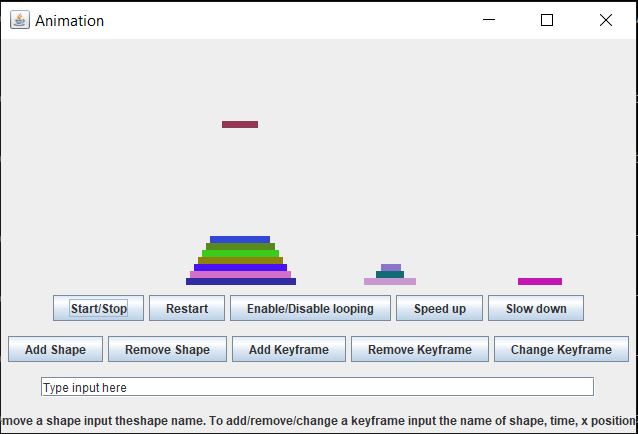 Animation
Start/Stop Restart Enable/Disable looping Speed up Slow down
Add Shape Remove Shape Add Keyframe Remove Keyframe Change Keyframe
Type input here
move a shape input theshape name. To add/remove/change a keyframe input the name of shape, time, x position